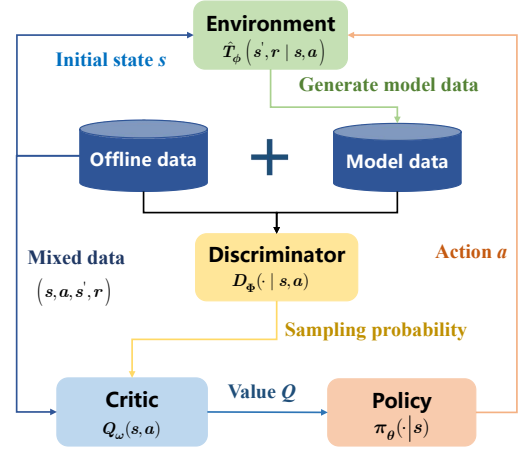 Environment
T̂_ϕ (s', r | s, a)
Initial state s
Generate model data
Offline data
+
Model data
Mixed data
(s, a, s', r)
Discriminator
D_Φ(· | s, a)
Action a
Sampling probability
Critic
Q_ω(s, a)
Value Q
Policy
π_θ(·|s)